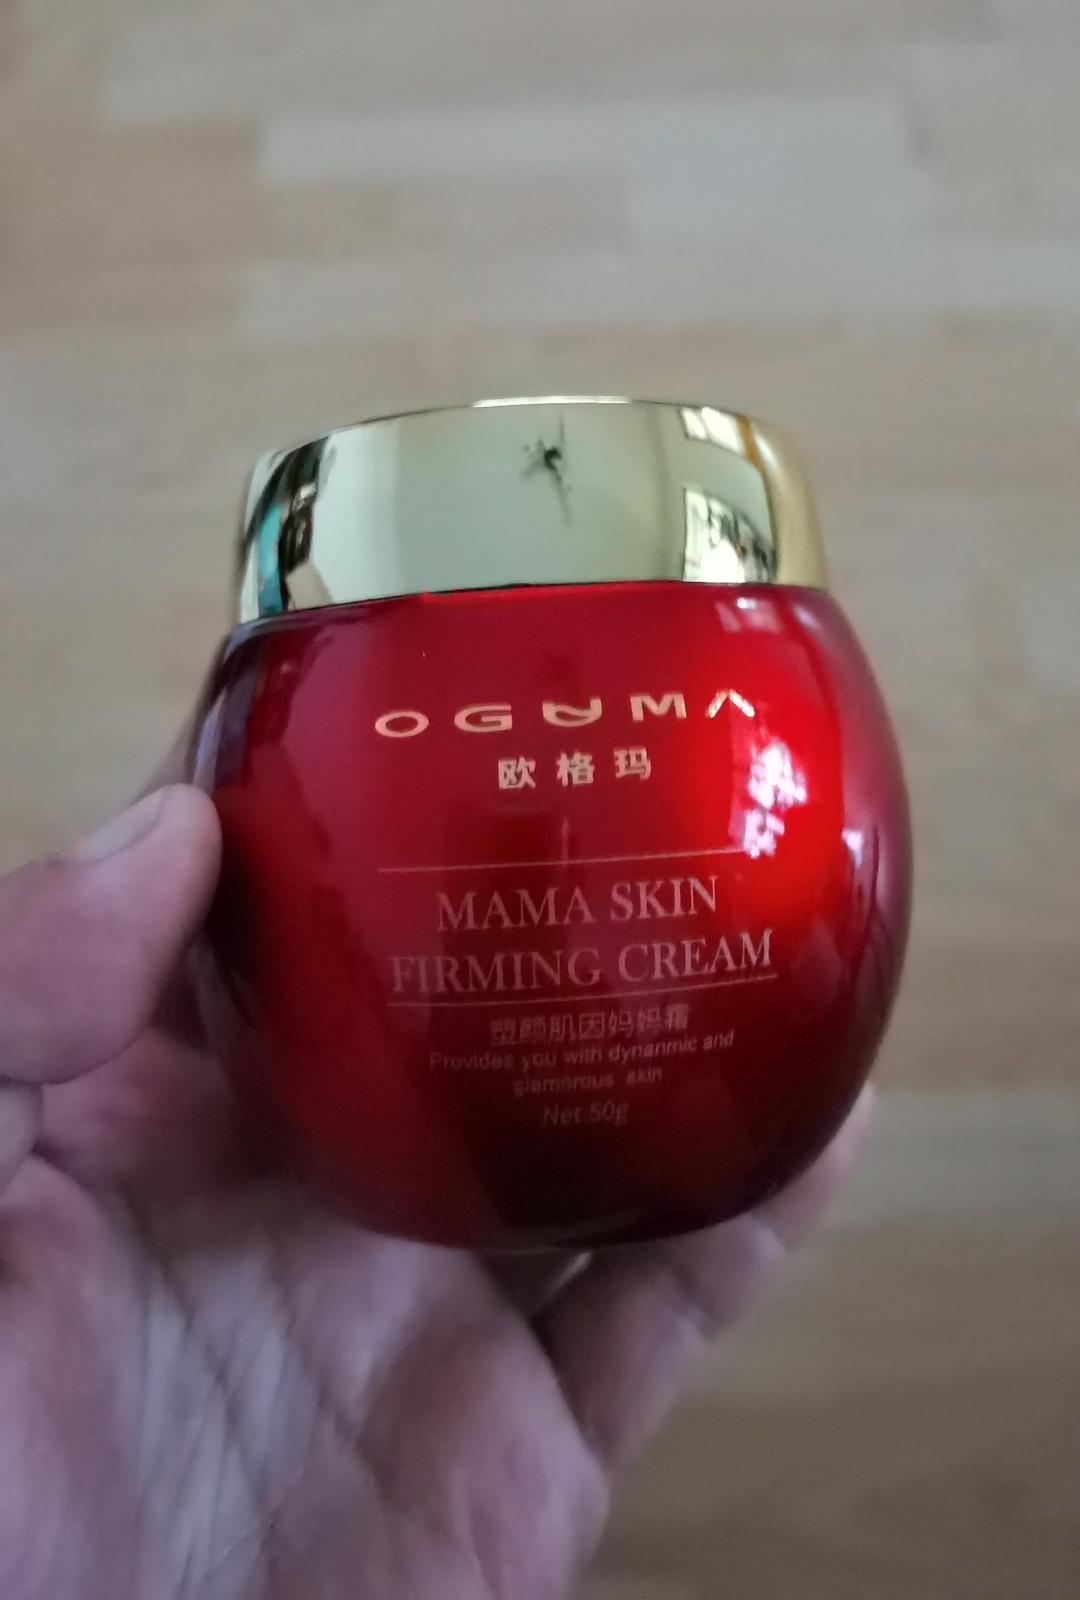 OGUMA
欧格玛
MAMA SKIN
FIRMING CREAM
塑颜肌因妈妈霜
Provides you with dynanmic and
glamorous skin
Net:50g